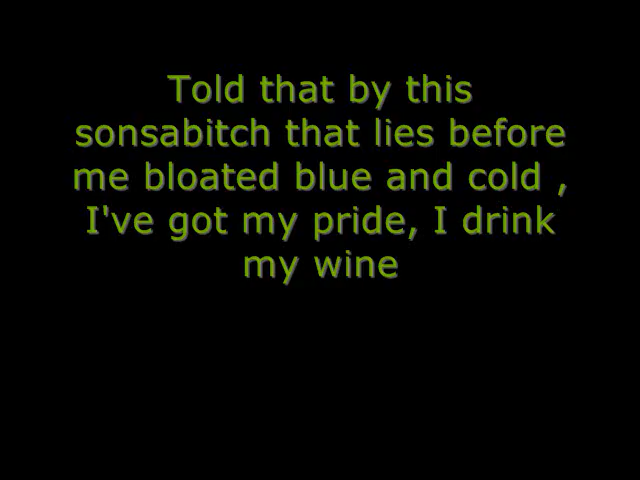 Told that by this
sonsabitch that lies before
me bloated blue and cold ,
I've got my pride, I drink
my wine